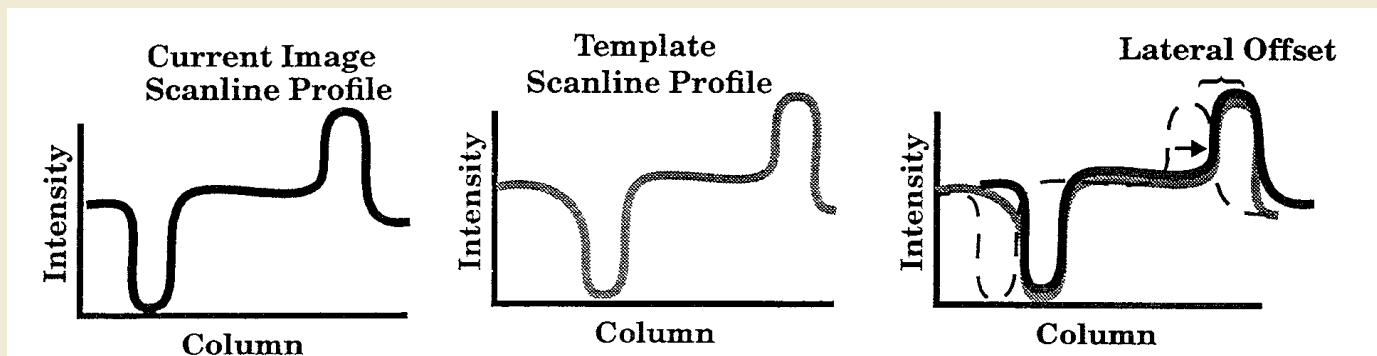 Current Image
Scanline Profile
Intensity
Column
Template
Scanline Profile
Intensity
Column
Lateral Offset
Intensity
Column